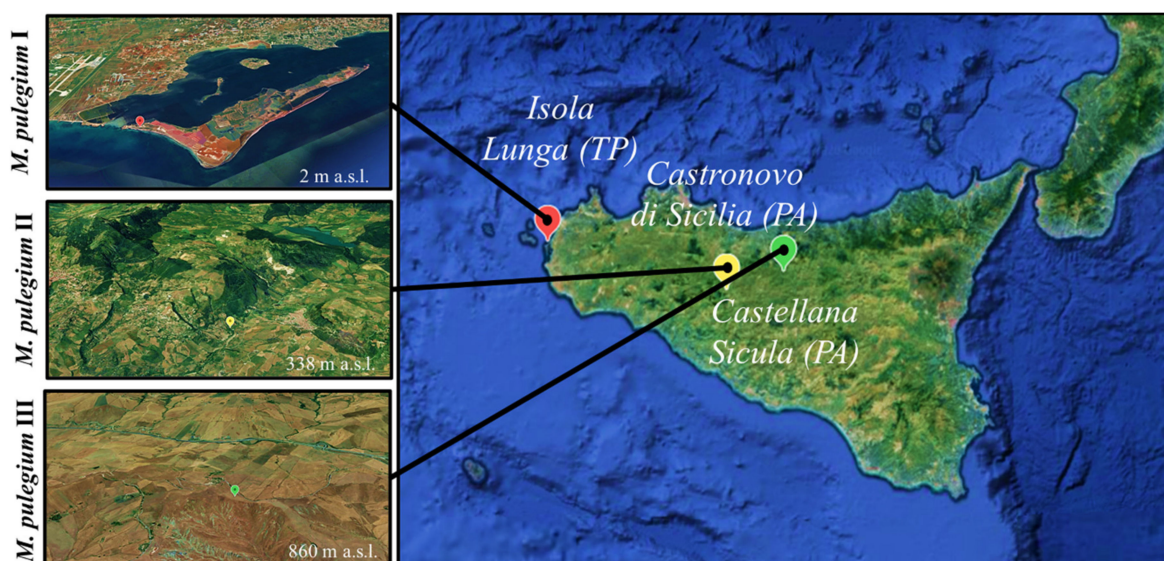 M. pulegium I
2 m a.s.l.
M. pulegium II
338 m a.s.l.
M. pulegium III
860 m a.s.l.
Isola
Lunga (TP)
Castronovo
di Sicilia (PA)
Castellana
Sicula (PA)